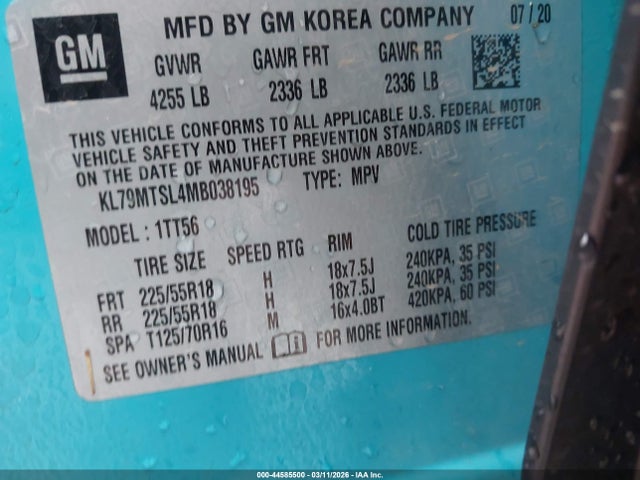 GM
MFD BY GM KOREA COMPANY 07/20
GVWR GAWR FRT GAWR RR
4255 LB 2336 LB 2336 LB
THIS VEHICLE CONFORMS TO ALL APPLICABLE U.S. FEDERAL MOTOR
VEHICLE SAFETY AND THEFT PREVENTION STANDARDS IN EFFECT
ON THE DATE OF MANUFACTURE SHOWN ABOVE.
KL79MTSL4MB038195 TYPE: MPV
MODEL: 1TT56
TIRE SIZE SPEED RTG RIM COLD TIRE PRESSURE
FRT 225/55R18 H 18x7.5J 240KPA, 35 PSI
RR 225/55R18 H 18x7.5J 240KPA, 35 PSI
SPA T125/70R16 M 16x4.0BT 420KPA, 60 PSI
SEE OWNER'S MANUAL FOR MORE INFORMATION.
000-44585500 03/11/2026 - IAA Inc.